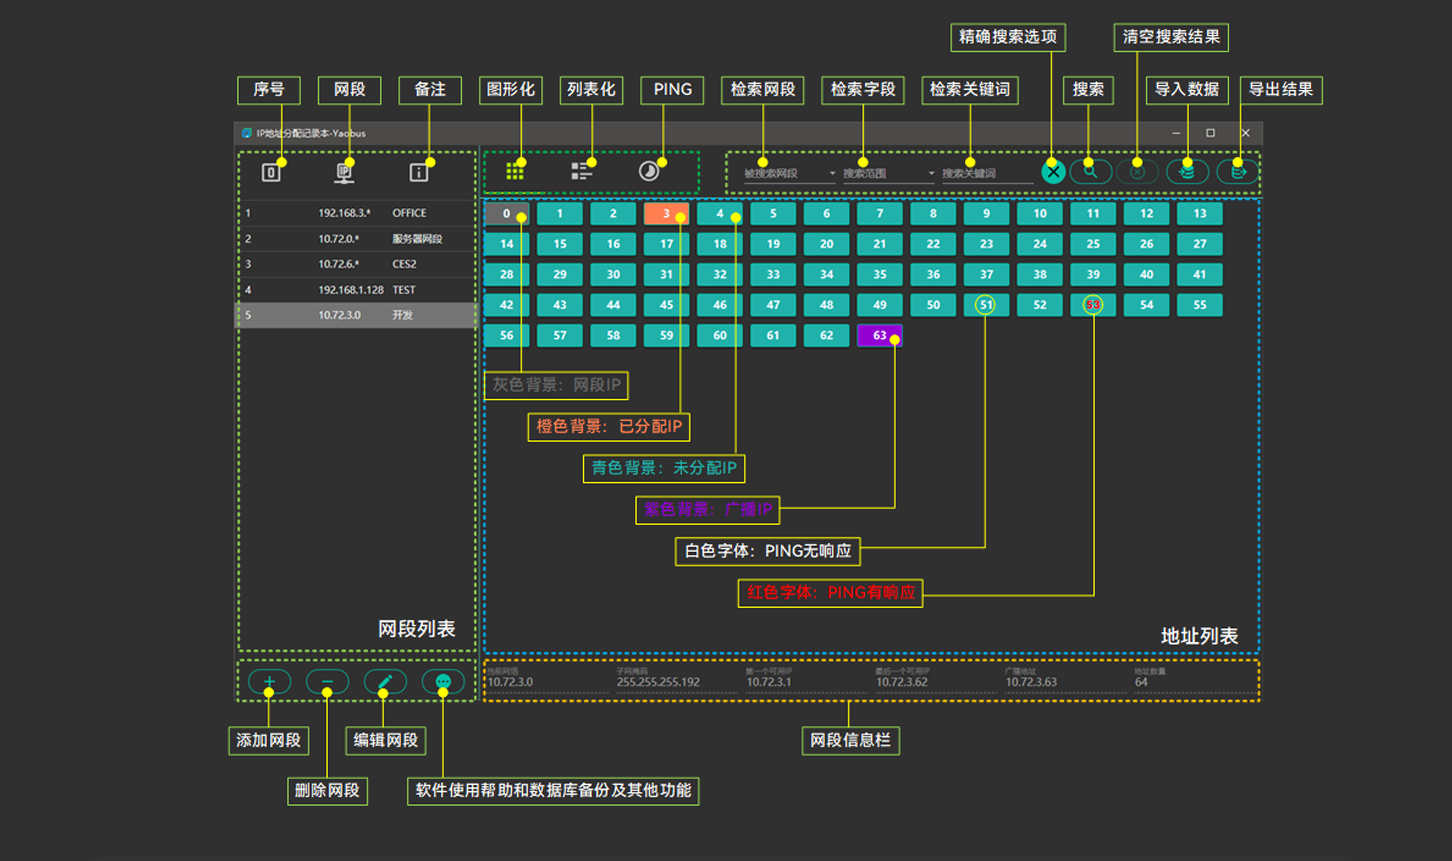 精确搜索选项
清空搜索结果
序号
网段
备注
图形化
列表化
PING
检索网段
检索字段
检索关键词
搜索
导入数据
导出结果
IP地址分配记录本-Yaobus
被搜索网段
搜索范围
搜索关键词
1 192.168.3.* OFFICE
2 10.72.0.* 服务器网段
3 10.72.6.* CES2
4 192.168.1.128 TEST
5 10.72.3.0 开发
0 1 2 3 4 5 6 7 8 9 10 11 12 13
14 15 16 17 18 19 20 21 22 23 24 25 26 27
28 29 30 31 32 33 34 35 36 37 38 39 40 41
42 43 44 45 46 47 48 49 50 51 52 53 54 55
56 57 58 59 60 61 62 63
灰色背景：网段IP
橙色背景：已分配IP
青色背景：未分配IP
紫色背景：广播IP
白色字体：PING无响应
红色字体：PING有响应
网段列表
地址列表
当前网络 子网掩码 第一个可用IP 最后一个可用IP 广播地址 地址数量
10.72.3.0 255.255.255.192 10.72.3.1 10.72.3.62 10.72.3.63 64
添加网段
编辑网段
网段信息栏
删除网段
软件使用帮助和数据库备份及其他功能